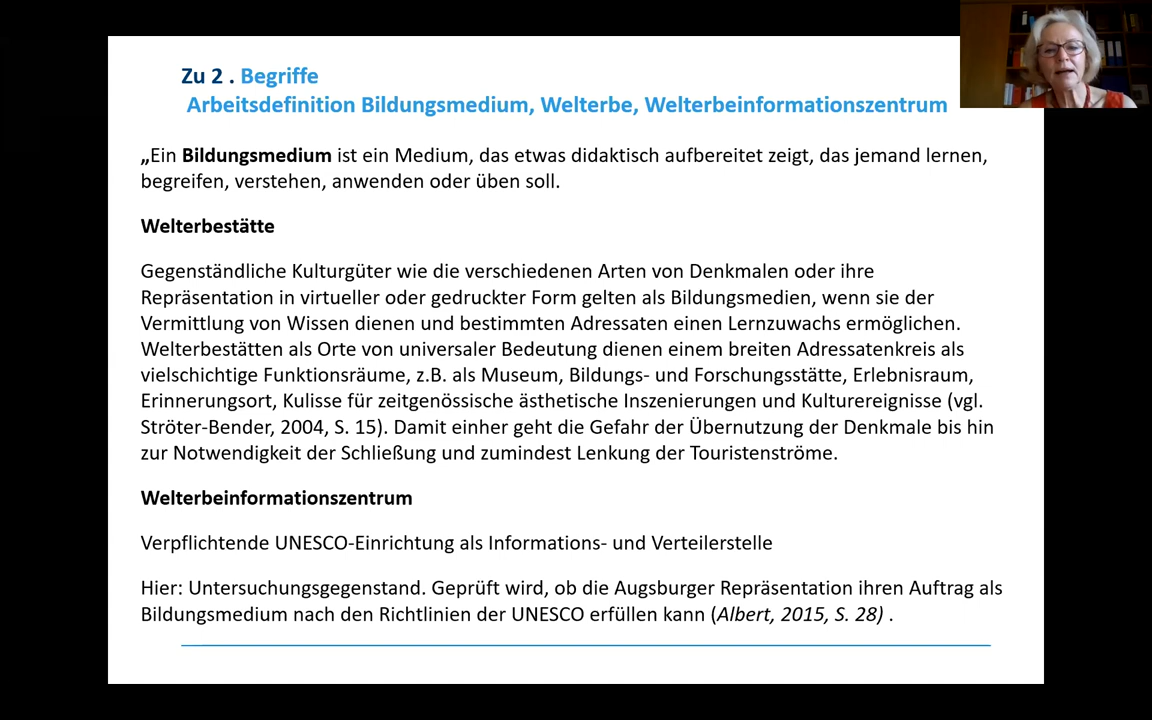 Zu 2 . Begriffe
Arbeitsdefinition Bildungsmedium, Welterbe, Welterbeinformationszentrum
„Ein Bildungsmedium ist ein Medium, das etwas didaktisch aufbereitet zeigt, das jemand lernen,
begreifen, verstehen, anwenden oder üben soll.
Welterbestätte
Gegenständliche Kulturgüter wie die verschiedenen Arten von Denkmalen oder ihre
Repräsentation in virtueller oder gedruckter Form gelten als Bildungsmedien, wenn sie der
Vermittlung von Wissen dienen und bestimmten Adressaten einen Lernzuwachs ermöglichen.
Welterbestätten als Orte von universaler Bedeutung dienen einem breiten Adressatenkreis als
vielschichtige Funktionsräume, z.B. als Museum, Bildungs- und Forschungsstätte, Erlebnisraum,
Erinnerungsort, Kulisse für zeitgenössische ästhetische Inszenierungen und Kulturereignisse (vgl.
Ströter-Bender, 2004, S. 15). Damit einher geht die Gefahr der Übernutzung der Denkmale bis hin
zur Notwendigkeit der Schließung und zumindest Lenkung der Touristenströme.
Welterbeinformationszentrum
Verpflichtende UNESCO-Einrichtung als Informations- und Verteilerstelle
Hier: Untersuchungsgegenstand. Geprüft wird, ob die Augsburger Repräsentation ihren Auftrag als
Bildungsmedium nach den Richtlinien der UNESCO erfüllen kann (Albert, 2015, S. 28) .